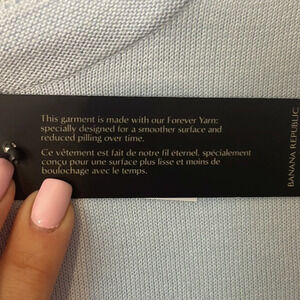 This garment is made with our Forever Yarn:
specially designed for a smoother surface and
reduced pilling over time.
Ce vêtement est fait de notre fil éternel, spécialement
conçu pour une surface plus lisse et moins de
boulochage avec le temps.
BANANA REPUBLIC